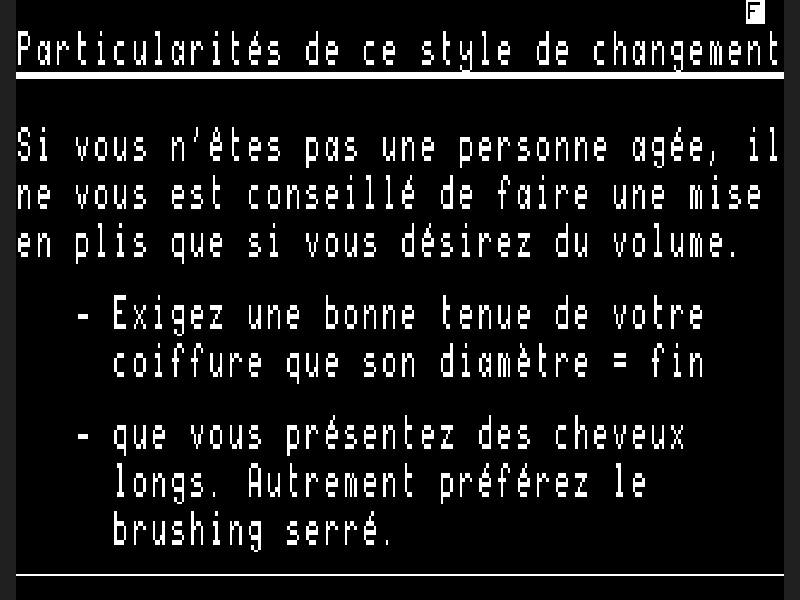 F
Particularités de ce style de changement
Si vous n'êtes pas une personne agée, il
ne vous est conseillé de faire une mise
en plis que si vous désirez du volume.
- Exigez une bonne tenue de votre
coiffure que son diamètre = fin
- que vous présentez des cheveux
longs. Autrement préférez le
brushing serré.